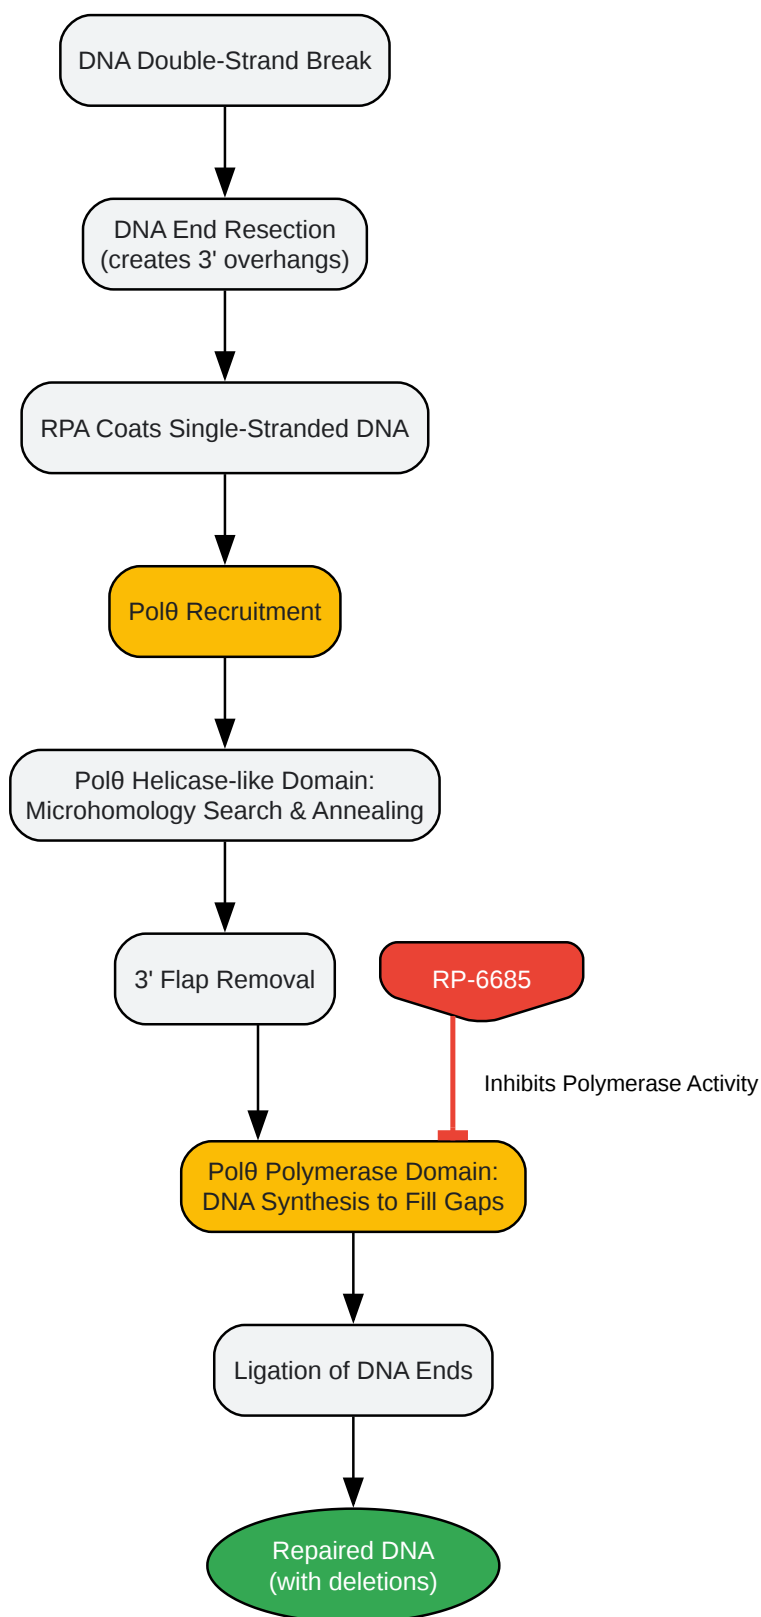 DNA Double-Strand Break
DNA End Resection
(creates 3' overhangs)
RPA Coats Single-Stranded DNA
Polθ Recruitment
Polθ Helicase-like Domain:
Microhomology Search & Annealing
3' Flap Removal
RP-6685
Inhibits Polymerase Activity
Polθ Polymerase Domain:
DNA Synthesis to Fill Gaps
Ligation of DNA Ends
Repaired DNA
(with deletions)